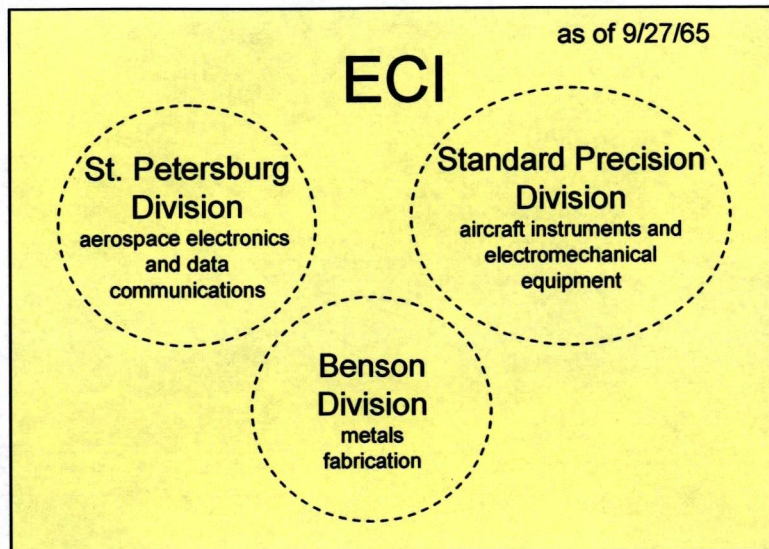 as of 9/27/65
ECI
St. Petersburg
Division
aerospace electronics
and data
communications
Standard Precision
Division
aircraft instruments and
electromechanical
equipment
Benson
Division
metals
fabrication